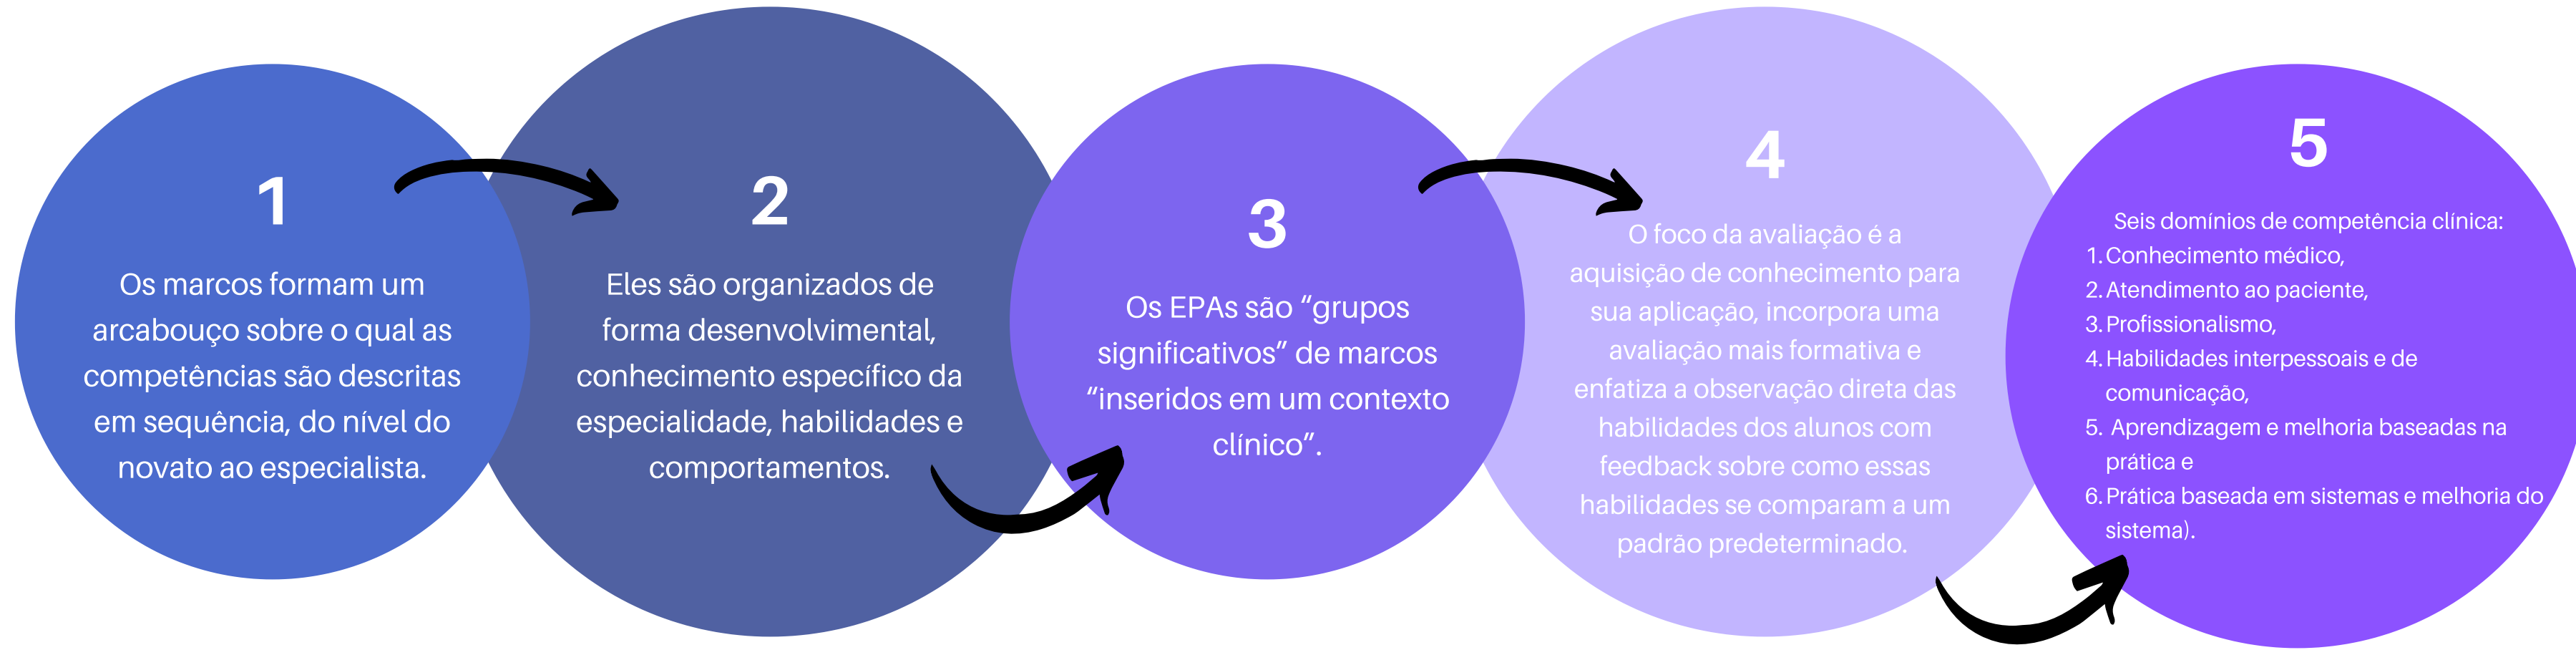 1
Os marcos formam um
arcabouço sobre o qual as
competências são descritas
em sequência, do nível do
novato ao especialista.
2
Eles são organizados de
forma desenvolvimental,
conhecimento específico da
especialidade, habilidades e
comportamentos.
3
Os EPAs são “grupos
significativos” de marcos
“inseridos em um contexto
clínico”.
4
O foco da avaliação é a
aquisição de conhecimento para
sua aplicação, incorpora uma
avaliação mais formativa e
enfatiza a observação direta das
habilidades dos alunos com
feedback sobre como essas
habilidades se comparam a um
padrão predeterminado.
5
Seis domínios de competência clínica:
1. Conhecimento médico,
2. Atendimento ao paciente,
3. Profissionalismo,
4. Habilidades interpessoais e de
comunicação,
5. Aprendizagem e melhoria baseadas na
prática e
6. Prática baseada em sistemas e melhoria do
sistema).